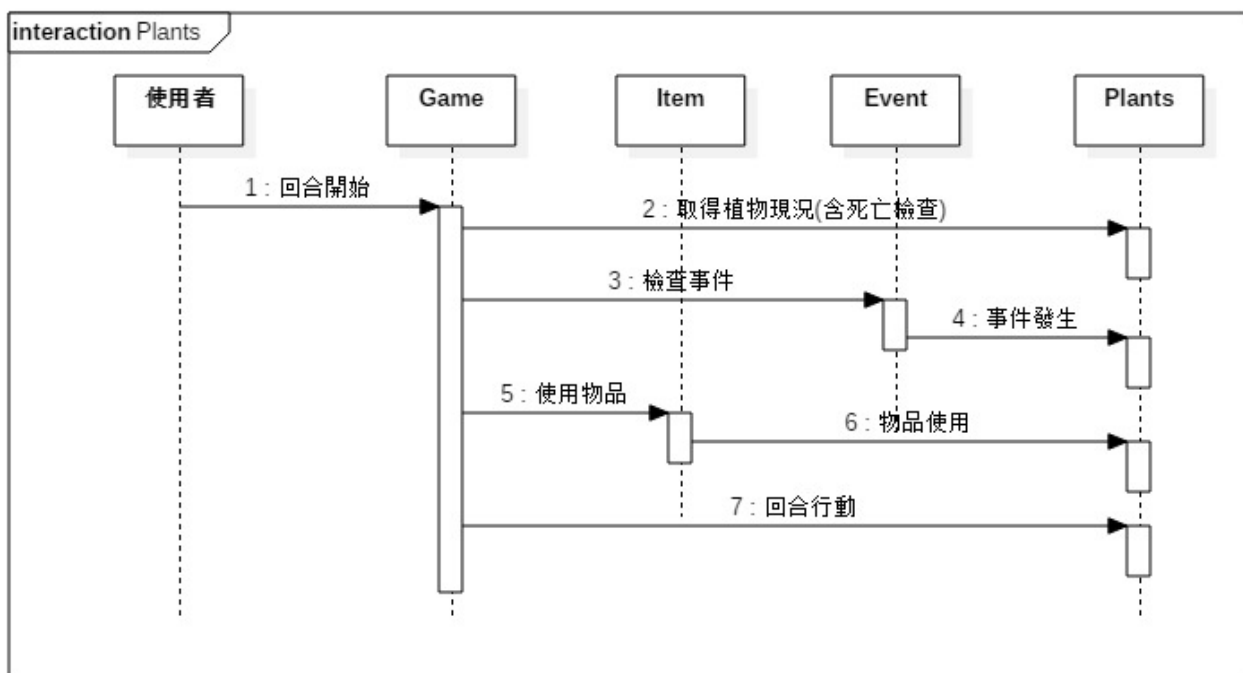 interaction Plants
使用者
Game
Item
Event
Plants
1 : 回合開始
2 : 取得植物現況(含死亡檢查)
3 : 檢查事件
4 : 事件發生
5 : 使用物品
6 : 物品使用
7 : 回合行動